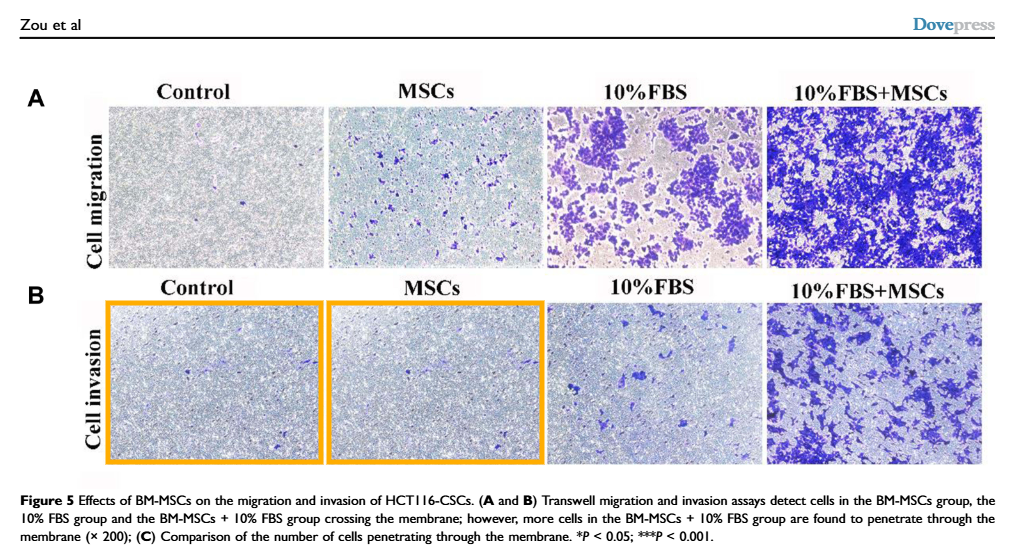 Zou et al
Dovepress
A
Control
MSCs
10%FBS
10%FBS+MSCs
Cell migration
B
Control
MSCs
10%FBS
10%FBS+MSCs
Cell invasion
Figure 5 Effects of BM-MSCs on the migration and invasion of HCT116-CSCs. (A and B) Transwell migration and invasion assays detect cells in the BM-MSCs group, the
10% FBS group and the BM-MSCs + 10% FBS group crossing the membrane; however, more cells in the BM-MSCs + 10% FBS group are found to penetrate through the
membrane (× 200); (C) Comparison of the number of cells penetrating through the membrane. *P < 0.05; ***P < 0.001.